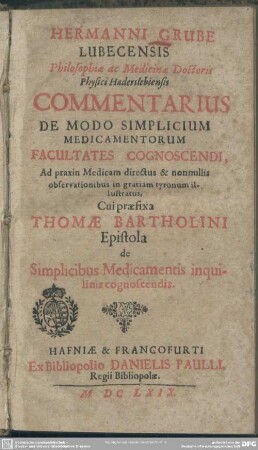 HERMANNI GRUBE
LUBECENSIS
Philosophiæ ac Medicinæ Doctoris
Physici Haderslebiensis
COMMENTARIUS
DE MODO SIMPLICIUM
MEDICAMENTORUM
FACULTATES COGNOSCENDI,
Ad praxin Medicam directus & nonnullis
observationibus in gratiam tyronum il-
lustratus.
Cui præfixa
THOMÆ BARTHOLINI
Epistola
de
Simplicibus Medicamentis inqui-
linis cognoscendis.
HAFNIÆ & FRANCOFURTI
Ex Bibliopolio DANIELIS PAULLI,
Regii Bibliopolæ.
M DC LXIX.